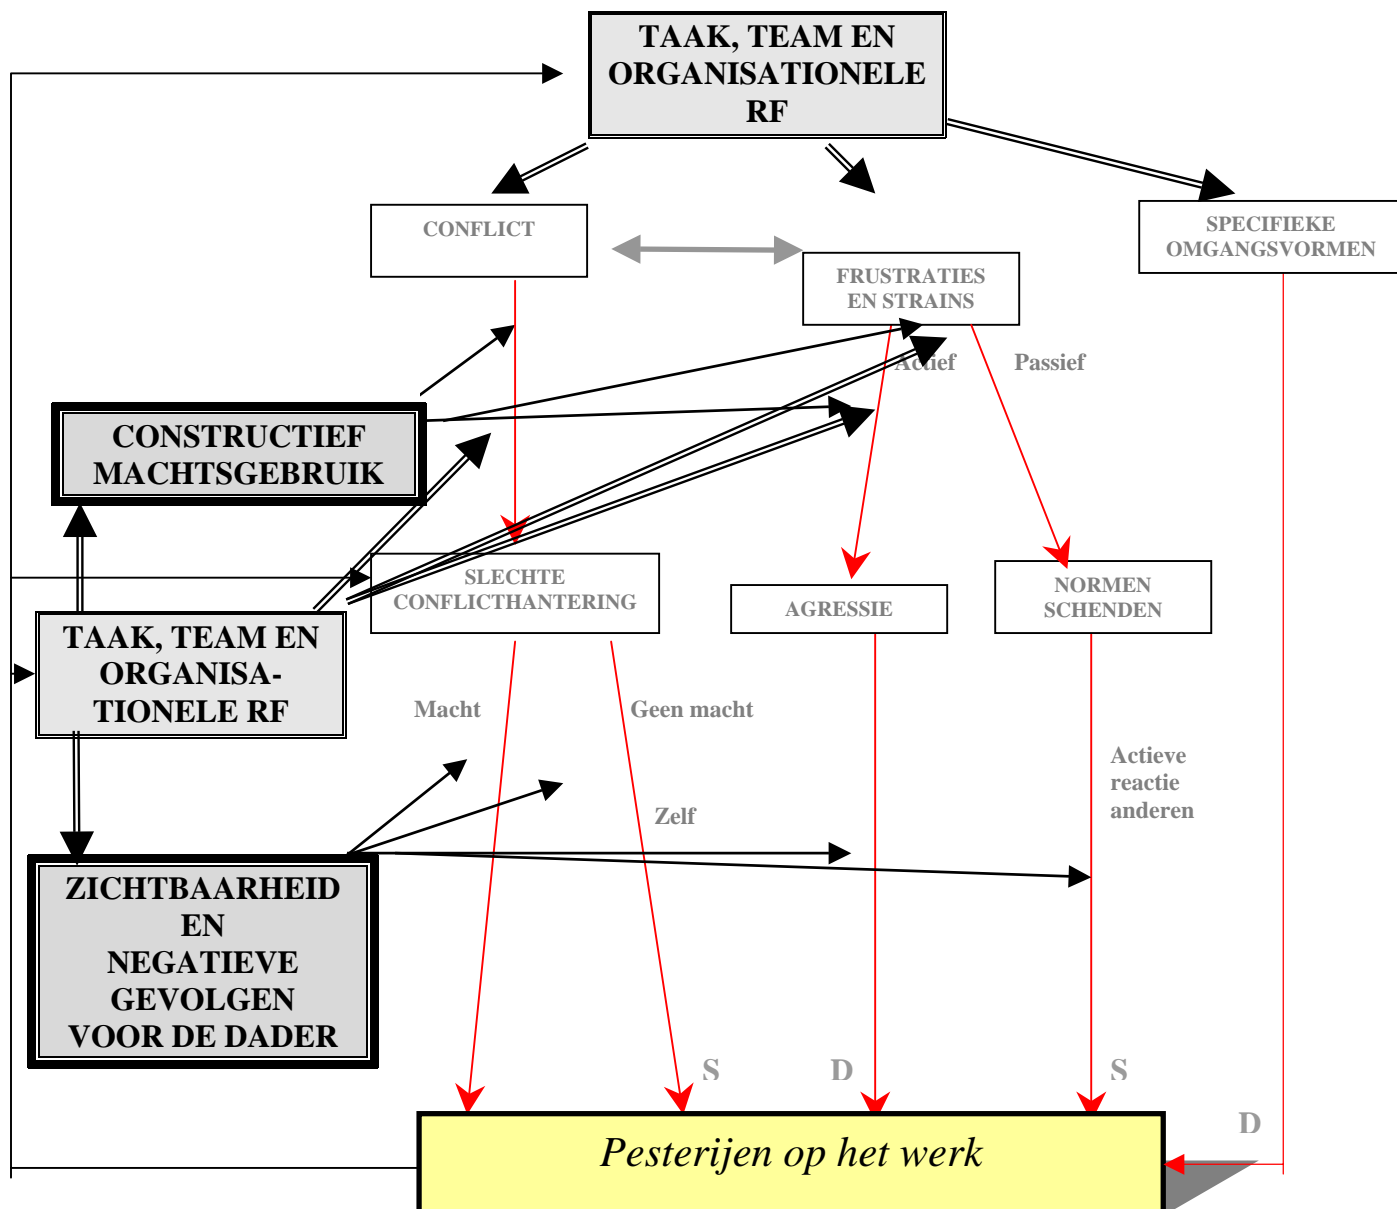 TAAK, TEAM EN
ORGANISATIONELE
RF
CONFLICT
SPECIFIEKE
OMGANGSVORMEN
FRUSTRATIES
EN STRAINS
Actief
Passief
CONSTRUCTIEF
MACHTSGEBRUIK
SLECHTE
CONFLICTHANTERING
AGRESSIE
NORMEN
SCHENDEN
TAAK, TEAM EN
ORGANISA-
TIONELE RF
Macht
Geen macht
Actieve
reactie
anderen
Zelf
ZICHTBAARHEID
EN
NEGATIEVE
GEVOLGEN
VOOR DE DADER
S
D
S
D
Pesterijen op het werk